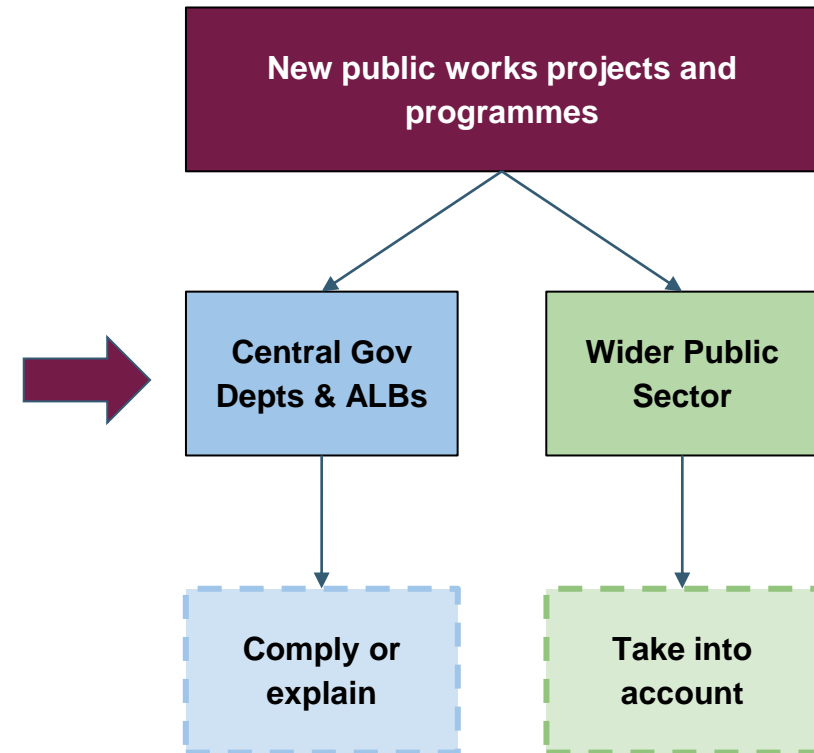 New public works projects and
programmes
Central Gov
Depts & ALBs
Wider Public
Sector
Comply or
explain
Take into
account